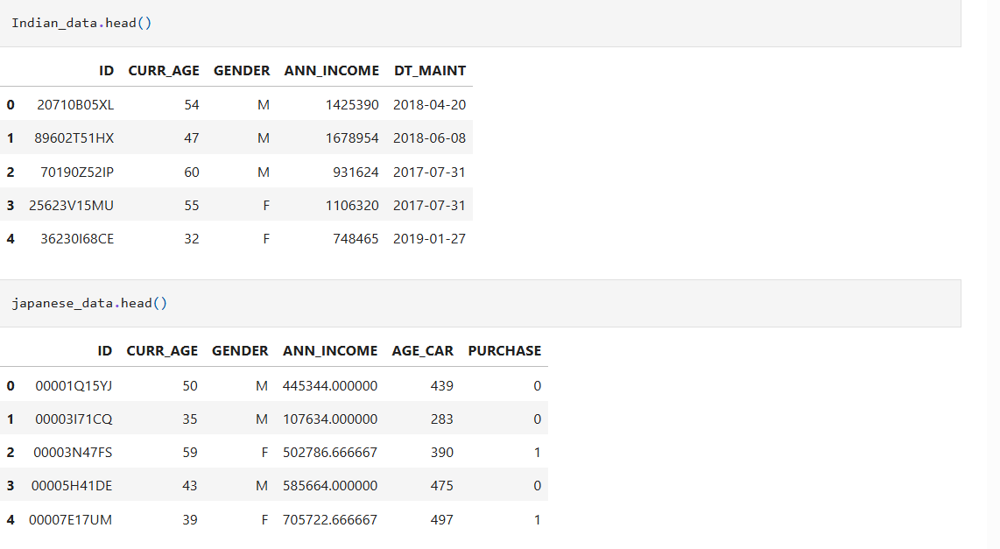 Indian_data.head()
ID CURR_AGE GENDER ANN_INCOME DT_MAINT
0 20710B05XL 54 M 1425390 2018-04-20
1 89602T51HX 47 M 1678954 2018-06-08
2 70190Z52IP 60 M 931624 2017-07-31
3 25623V15MU 55 F 1106320 2017-07-31
4 36230I68CE 32 F 748465 2019-01-27
japanese_data.head()
ID CURR_AGE GENDER ANN_INCOME AGE_CAR PURCHASE
0 00001Q15YJ 50 M 445344.000000 439 0
1 00003I71CQ 35 M 107634.000000 283 0
2 00003N47FS 59 F 502786.666667 390 1
3 00005H41DE 43 M 585664.000000 475 0
4 00007E17UM 39 F 705722.666667 497 1